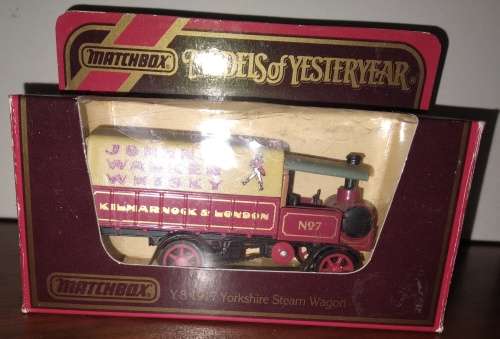 MATCHBOX
MODELS of YESTERYEAR
JOHNNIE
WALKER
WHISKY
KILMARNOCK & LONDON
No7
MATCHBOX
Y8 1917 Yorkshire Steam Wagon